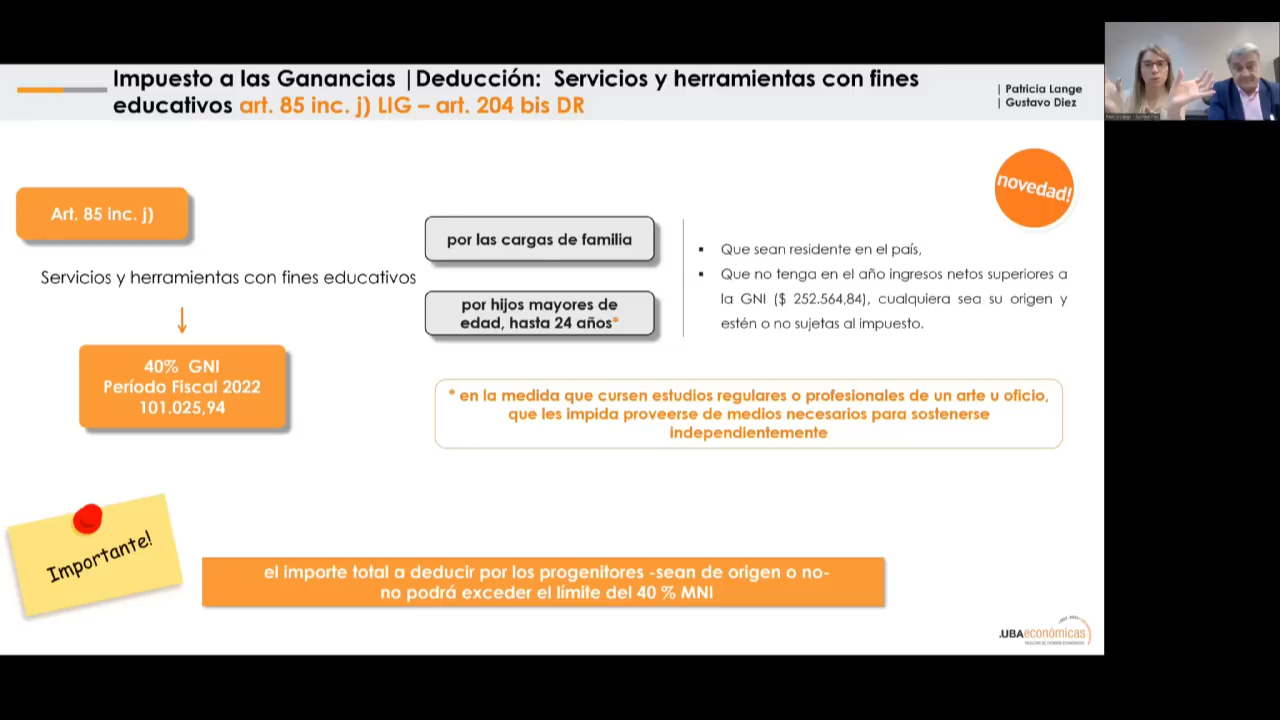 Impuesto a las Ganancias |Deducción: Servicios y herramientas con fines
educativos art. 85 inc. j) LIG – art. 204 bis DR
| Patricia Lange
| Gustavo Diez
novedad!
Art. 85 inc. j)
Servicios y herramientas con fines educativos
40% GNI
Período Fiscal 2022
101.025,94
por las cargas de familia
por hijos mayores de
edad, hasta 24 años*
▪ Que sean residente en el país,
▪ Que no tenga en el año ingresos netos superiores a
la GNI ($ 252.564,84), cualquiera sea su origen y
estén o no sujetas al impuesto.
* en la medida que cursen estudios regulares o profesionales de un arte u oficio,
que les impida proveerse de medios necesarios para sostenerse
independientemente
Importante!
el importe total a deducir por los progenitores -sean de origen o no-
no podrá exceder el límite del 40 % MNI
.UBAeconómicas